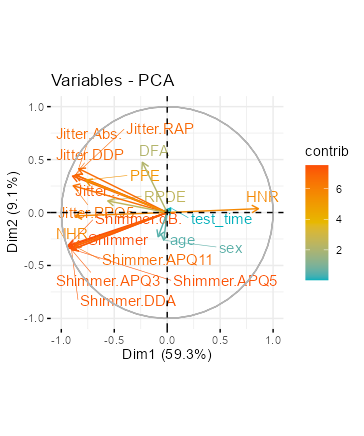 Variables - PCA
1.0
0.5
0.0
-0.5
-1.0
Dim2 (9.1%)
Jitter.Abs.
Jitter.RAP
Jitter.DDP
DFA
PPE
Jitter
RPDE
HNR
Jitter.PPQ5
Shimmer.dB.
test_time
NHR
Shimmer
age
sex
Shimmer.APQ11
Shimmer.APQ3
Shimmer.APQ5
Shimmer.DDA
-1.0 -0.5 0.0 0.5 1.0
Dim1 (59.3%)
contrib
6
4
2